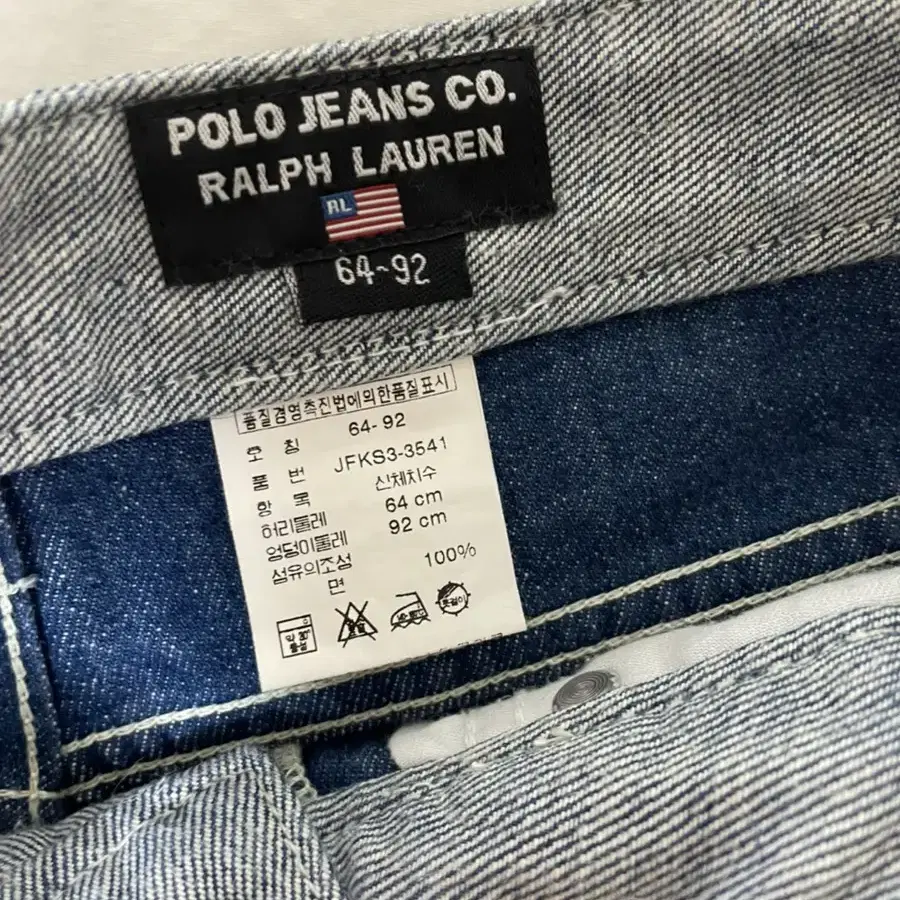 POLO JEANS CO.
RALPH LAUREN
RL
64-92
품질경영촉진법에의한품질표시
호 칭 64-92
품 번 JFKS3-3541
항 목 신체치수
허리둘레 64 cm
엉덩이둘레 92 cm
섬유의조성
면 100%